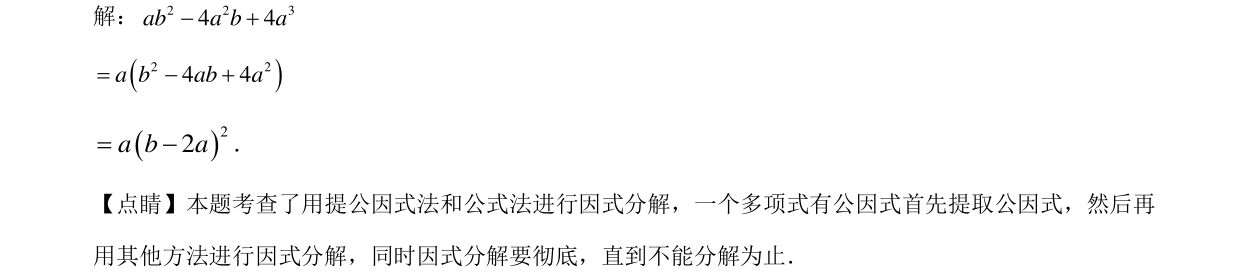 解：ab² − 4a²b + 4a³
= a(b² − 4ab + 4a²)
= a(b − 2a)².
【点睛】本题考查了用提公因式法和公式法进行因式分解，一个多项式有公因式首先提取公因式，然后再
用其他方法进行因式分解，同时因式分解要彻底，直到不能分解为止．